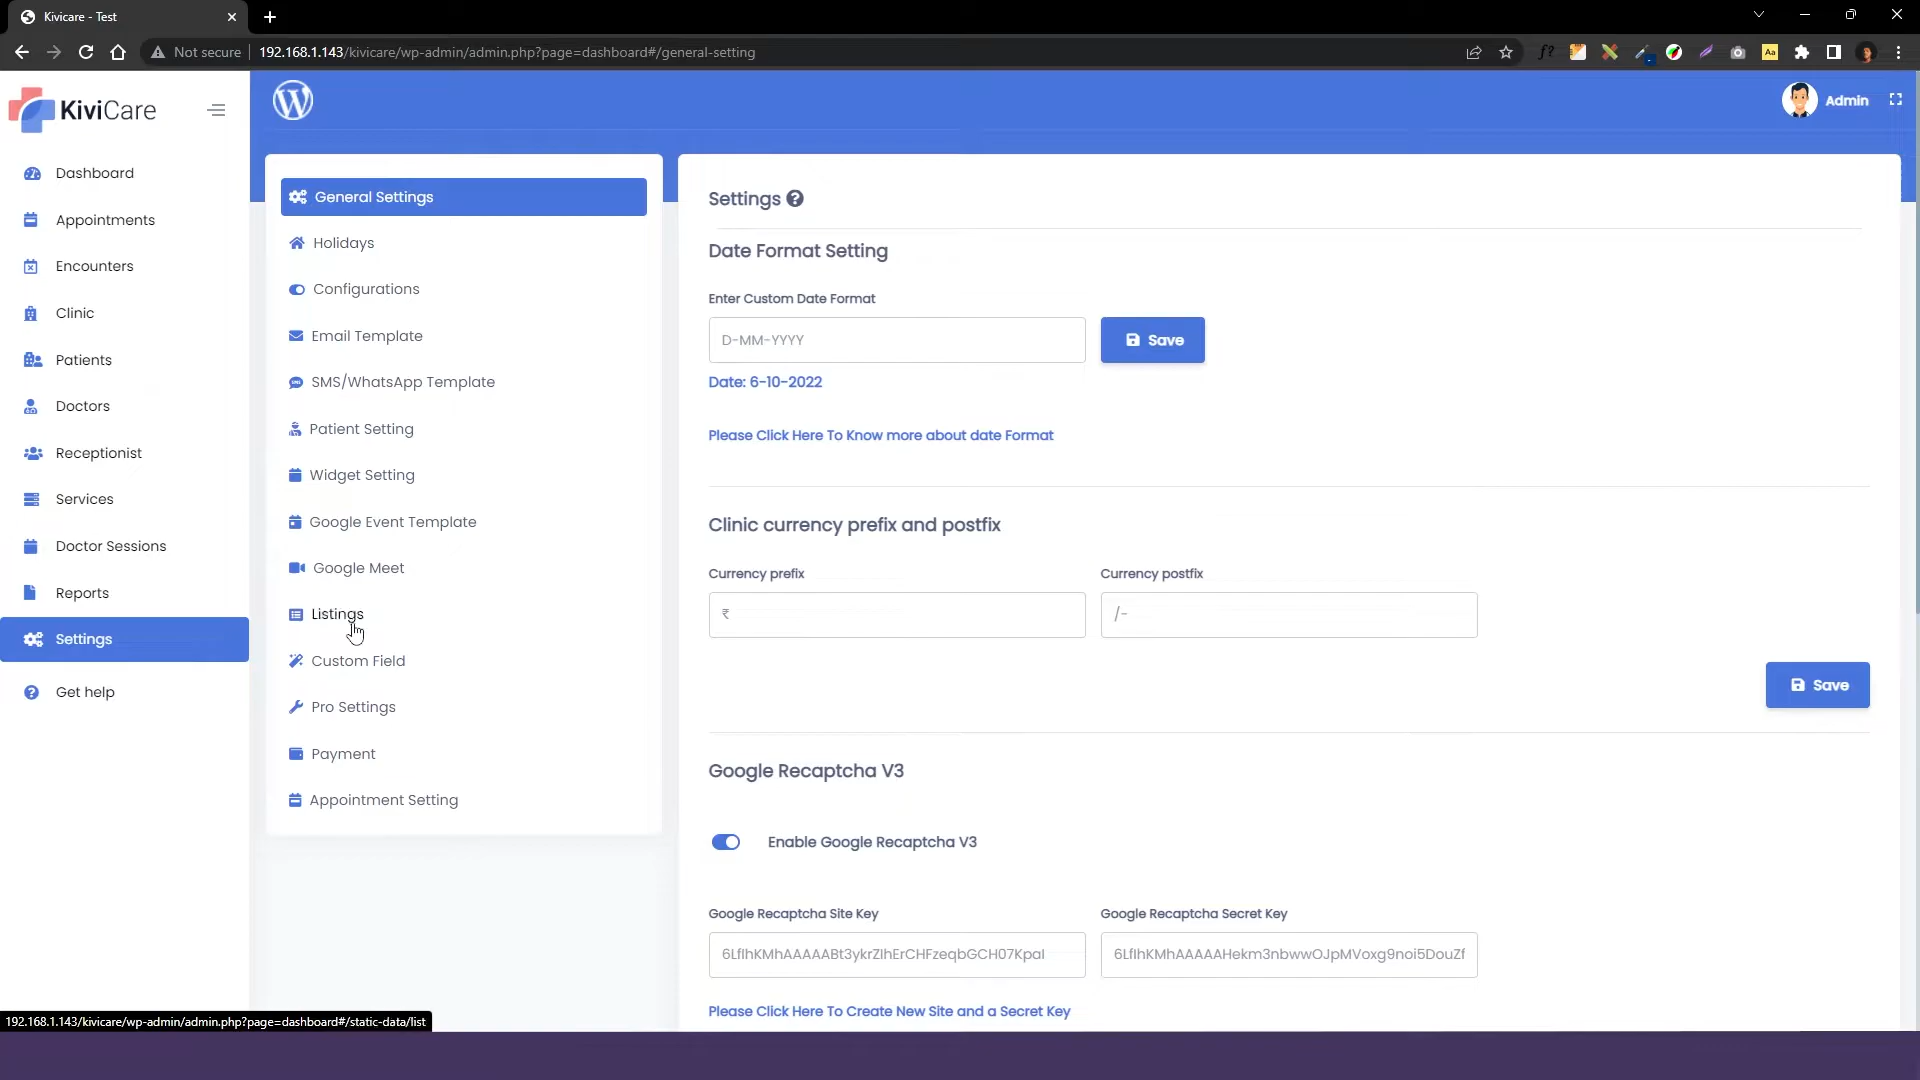 Kivicare - Test
Not secure
192.168.1.143/kivicare/wp-admin/admin.php?page=dashboard#/general-setting
KiviCare
Admin
Dashboard
Appointments
Encounters
Clinic
Patients
Doctors
Receptionist
Services
Doctor Sessions
Reports
Settings
Get help
General Settings
Holidays
Configurations
Email Template
SMS/WhatsApp Template
Patient Setting
Widget Setting
Google Event Template
Google Meet
Listings
Custom Field
Pro Settings
Payment
Appointment Setting
Settings
Date Format Setting
Enter Custom Date Format
D-MM-YYYY
Save
Date: 6-10-2022
Please Click Here To Know more about date Format
Clinic currency prefix and postfix
Currency prefix
Currency postfix
₹
/-
Save
Google Recaptcha V3
Enable Google Recaptcha V3
Google Recaptcha Site Key
Google Recaptcha Secret Key
Please Click Here To Create New Site and a Secret Key
192.168.1.143/kivicare/wp-admin/admin.php?page=dashboard#/static-data/list